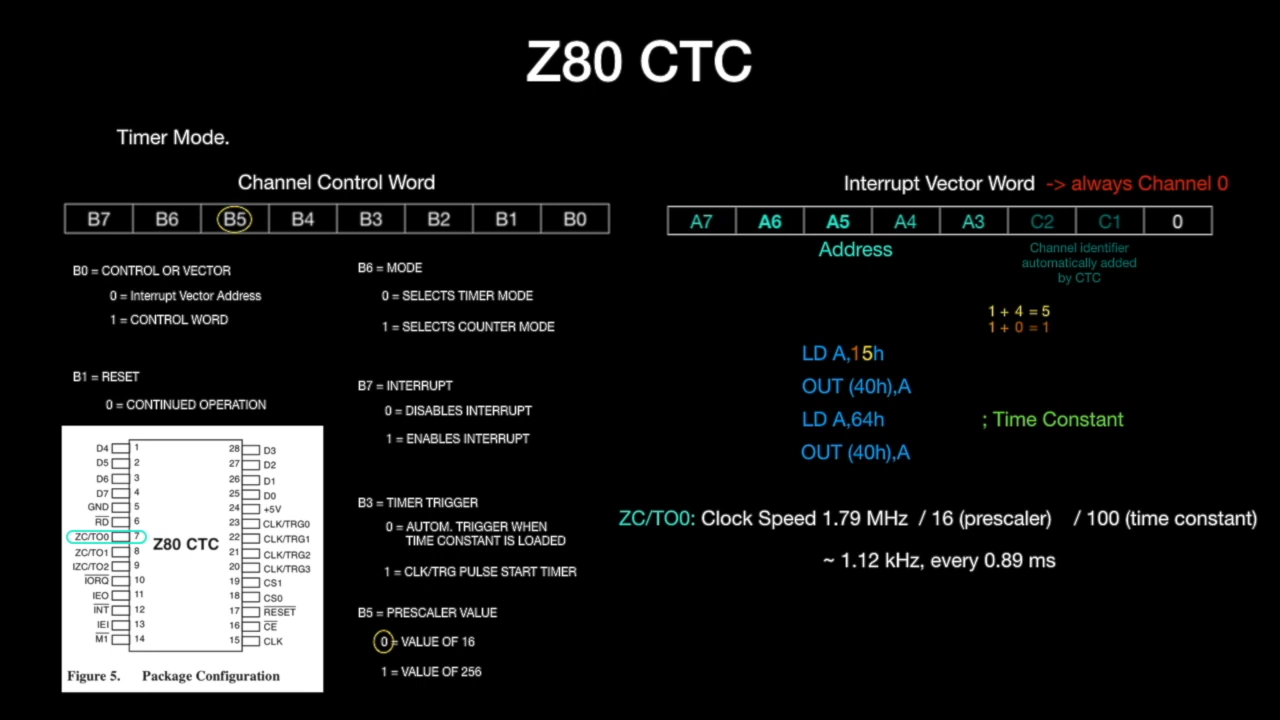 Z80 CTC
Timer Mode.
Channel Control Word
B7 B6 B5 B4 B3 B2 B1 B0
B0 = CONTROL OR VECTOR
0 = Interrupt Vector Address
1 = CONTROL WORD
B1 = RESET
0 = CONTINUED OPERATION
B6 = MODE
0 = SELECTS TIMER MODE
1 = SELECTS COUNTER MODE
B7 = INTERRUPT
0 = DISABLES INTERRUPT
1 = ENABLES INTERRUPT
B3 = TIMER TRIGGER
0 = AUTOM. TRIGGER WHEN
TIME CONSTANT IS LOADED
1 = CLK/TRG PULSE START TIMER
B5 = PRESCALER VALUE
0 = VALUE OF 16
1 = VALUE OF 256
D4 1 28 D3
D5 2 27 D2
D6 3 26 D1
D7 4 25 D0
GND 5 24 +5V
RD 6 23 CLK/TRG0
ZC/TO0 7 22 CLK/TRG1
Z80 CTC
ZC/TO1 8 21 CLK/TRG2
IZC/TO2 9 20 CLK/TRG3
IORQ 10 19 CS1
IEO 11 18 CS0
INT 12 17 RESET
IEI 13 16 CE
M1 14 15 CLK
Figure 5. Package Configuration
Interrupt Vector Word -> always Channel 0
A7 A6 A5 A4 A3 C2 C1 0
Address
Channel identifier
automatically added
by CTC
1 + 4 = 5
1 + 0 = 1
LD A,15h
OUT (40h),A
LD A,64h ; Time Constant
OUT (40h),A
ZC/TO0: Clock Speed 1.79 MHz / 16 (prescaler) / 100 (time constant)
~ 1.12 kHz, every 0.89 ms